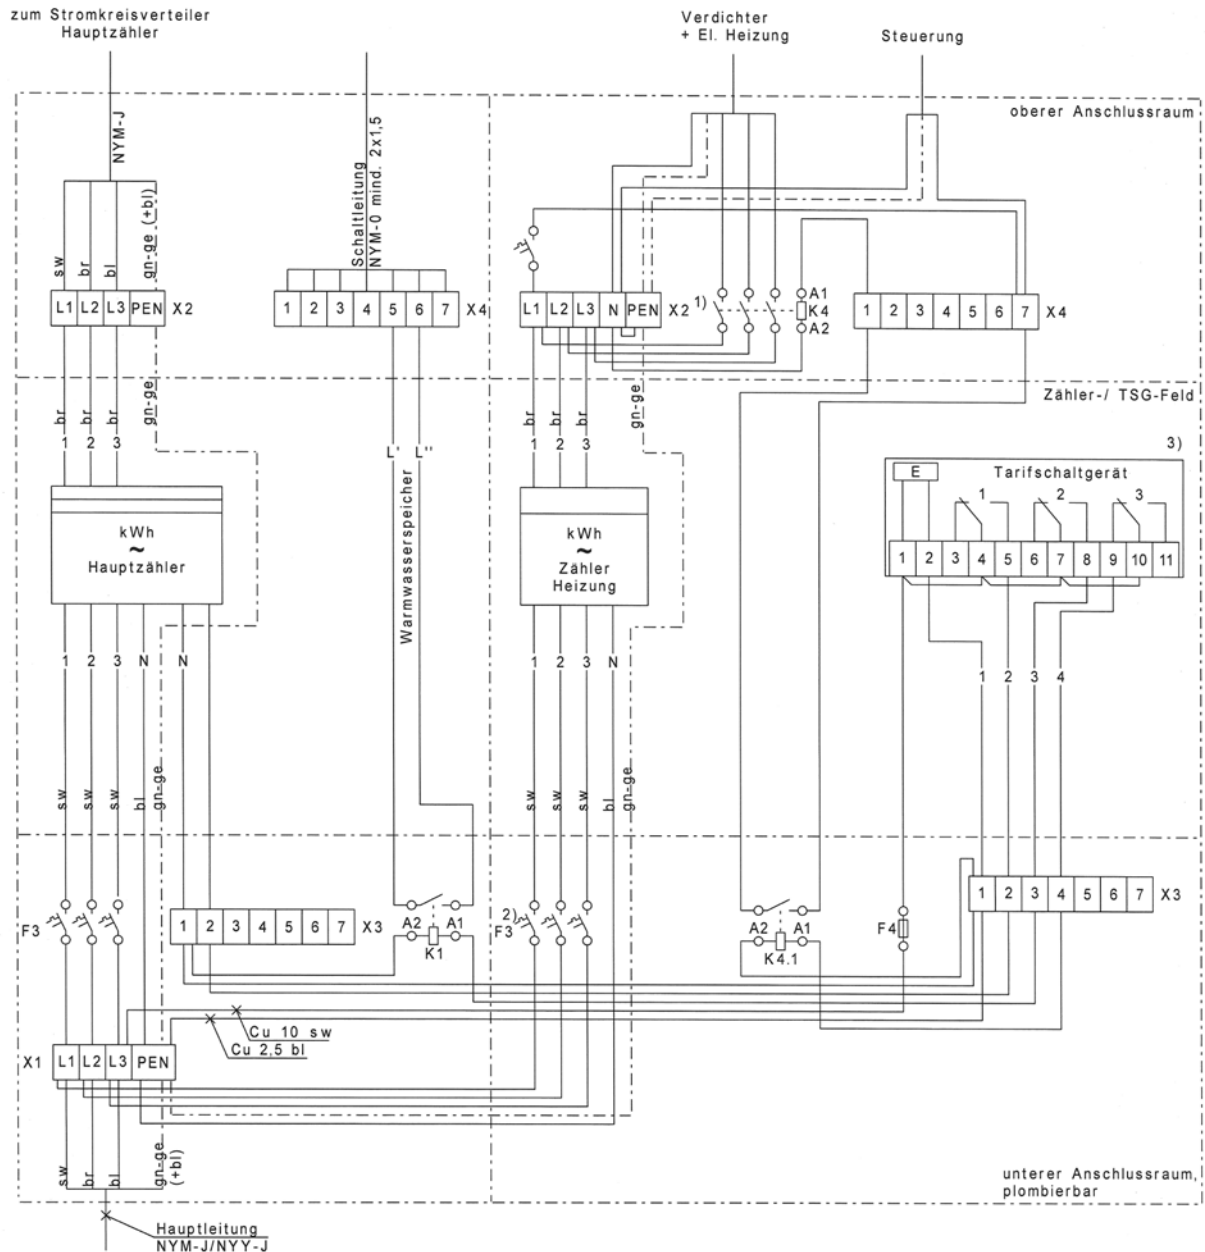 zum Stromkreisverteiler
Hauptzähler
Verdichter
+ El. Heizung
Steuerung
oberer Anschlussraum
NYM-J
Schaltleitung
NYM-0 mind. 2x1,5
sw
br
bl
gn-ge (+bl)
L1 L2 L3 PEN X2
1 2 3 4 5 6 7 X4
L1 L2 L3 N PEN X2
1)
A1
K4
A2
1 2 3 4 5 6 7 X4
Zähler-/ TSG-Feld
br br br gn-ge
1 2 3
L' L''
br br br gn-ge
1 2 3
3)
E Tarifschaltgerät
1 2 3
1 2 3 4 5 6 7 8 9 10 11
kWh
~
Hauptzähler
Warmwasserspeicher
kWh
~
Zähler
Heizung
1 2 3 N N
1 2 3 N
1 2 3 4
sw sw sw bl gn-ge
sw sw sw bl gn-ge
F3
1 2 3 4 5 6 7 X3
A2 A1
K1
2)
F3
A2 A1
K4.1
F4
1 2 3 4 5 6 7 X3
Cu 10 sw
Cu 2,5 bl
X1 L1 L2 L3 PEN
sw br bl gn-ge
(+bl)
unterer Anschlussraum,
plombierbar
Hauptleitung
NYM-J/NYY-J